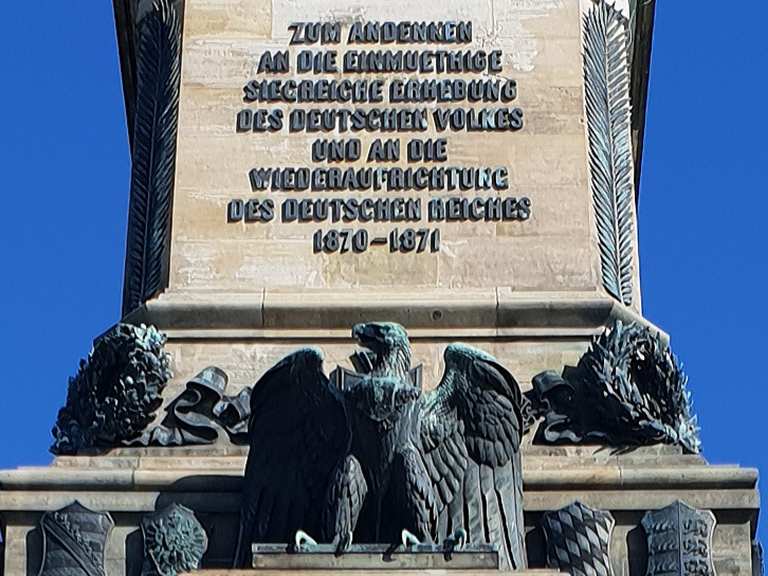 ZUM ANDENKEN
AN DIE EINMUETHIGE
SIEGREICHE ERHEBUNG
DES DEUTSCHEN VOLKES
UND AN DIE
WIEDERAUFRICHTUNG
DES DEUTSCHEN REICHES
1870–1871